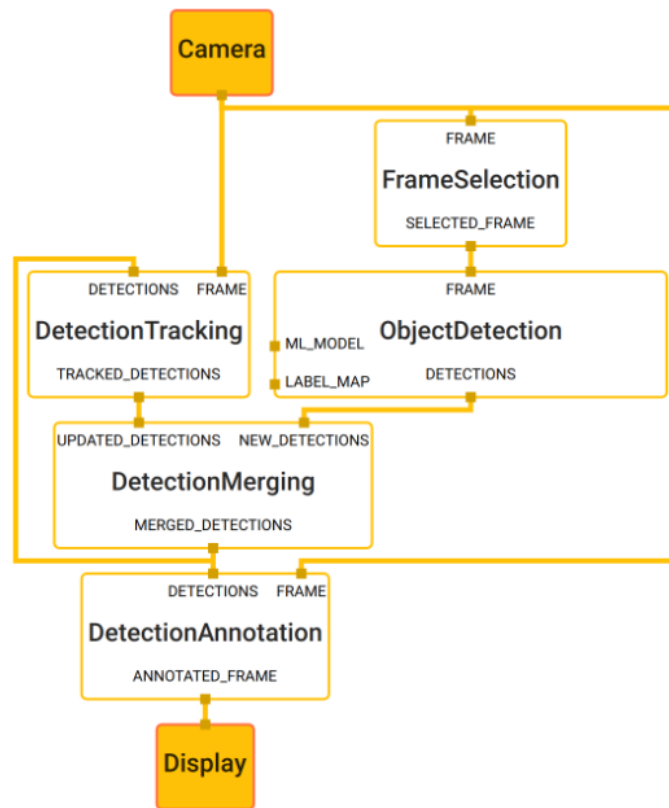 Camera
FRAME
FrameSelection
SELECTED_FRAME
DETECTIONS FRAME
DetectionTracking
TRACKED_DETECTIONS
FRAME
ObjectDetection
ML_MODEL
LABEL_MAP
DETECTIONS
UPDATED_DETECTIONS NEW_DETECTIONS
DetectionMerging
MERGED_DETECTIONS
DETECTIONS FRAME
DetectionAnnotation
ANNOTATED_FRAME
Display